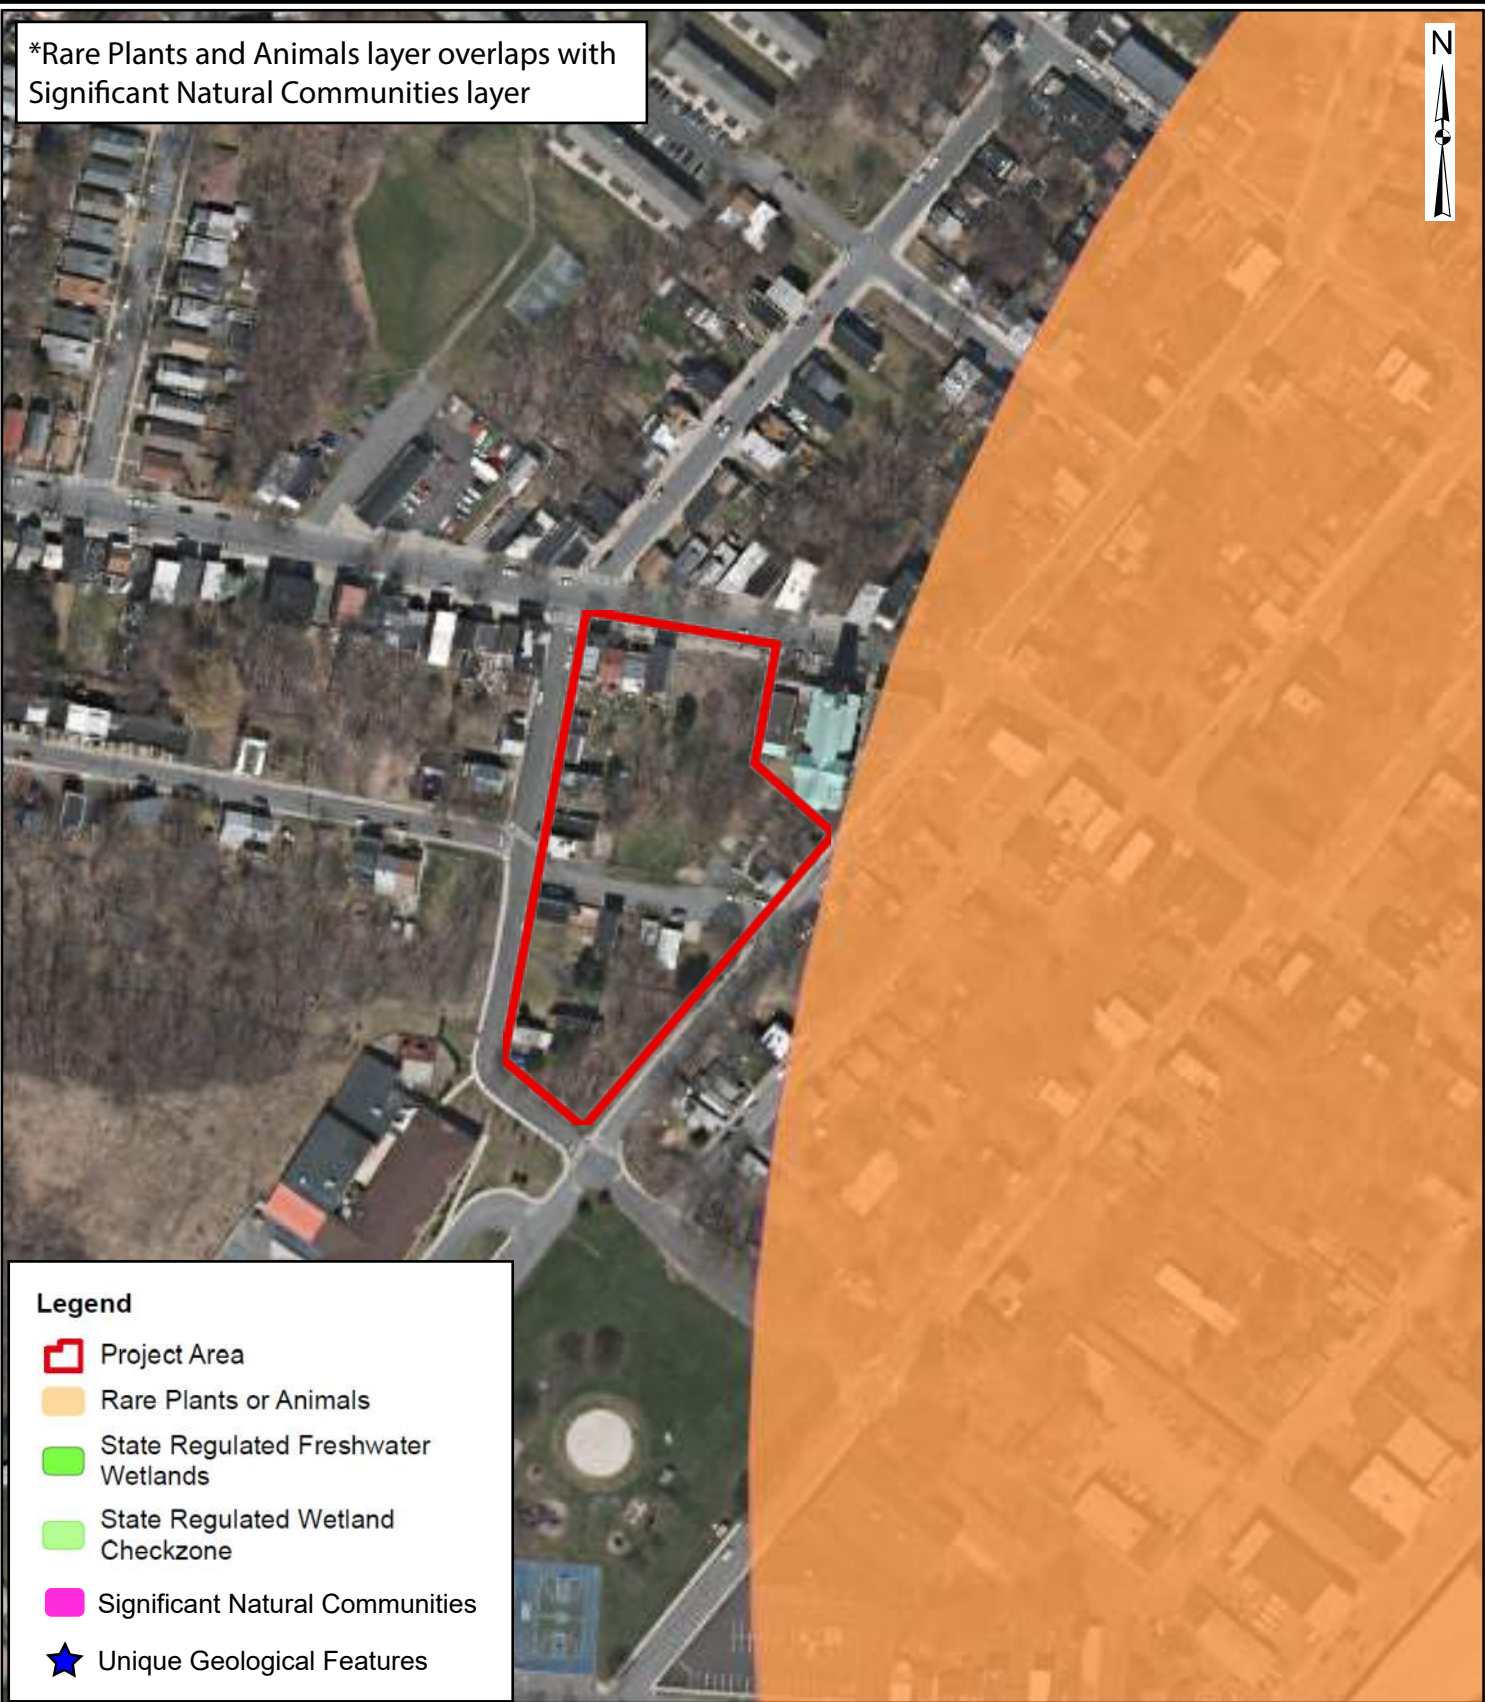 *Rare Plants and Animals layer overlaps with
Significant Natural Communities layer
N
Legend
Project Area
Rare Plants or Animals
State Regulated Freshwater
Wetlands
State Regulated Wetland
Checkzone
Significant Natural Communities
Unique Geological Features